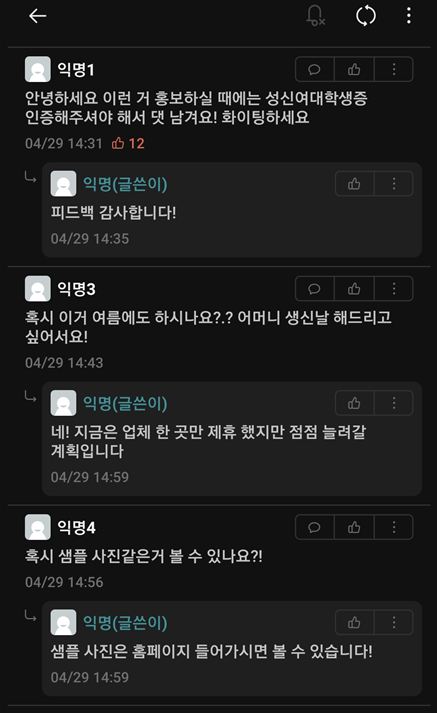 익명1
안녕하세요 이런 거 홍보하실 때에는 성신여대학생증
인증해주셔야 해서 댓 남겨요! 화이팅하세요
04/29 14:31 12
익명(글쓴이)
피드백 감사합니다!
04/29 14:35
익명3
혹시 이거 여름에도 하시나요?.? 어머니 생신날 해드리고
싶어서요!
04/29 14:43
익명(글쓴이)
네! 지금은 업체 한 곳만 제휴 했지만 점점 늘려갈
계획입니다
04/29 14:59
익명4
혹시 샘플 사진같은거 볼 수 있나요?!
04/29 14:56
익명(글쓴이)
샘플 사진은 홈페이지 들어가시면 볼 수 있습니다!
04/29 14:59